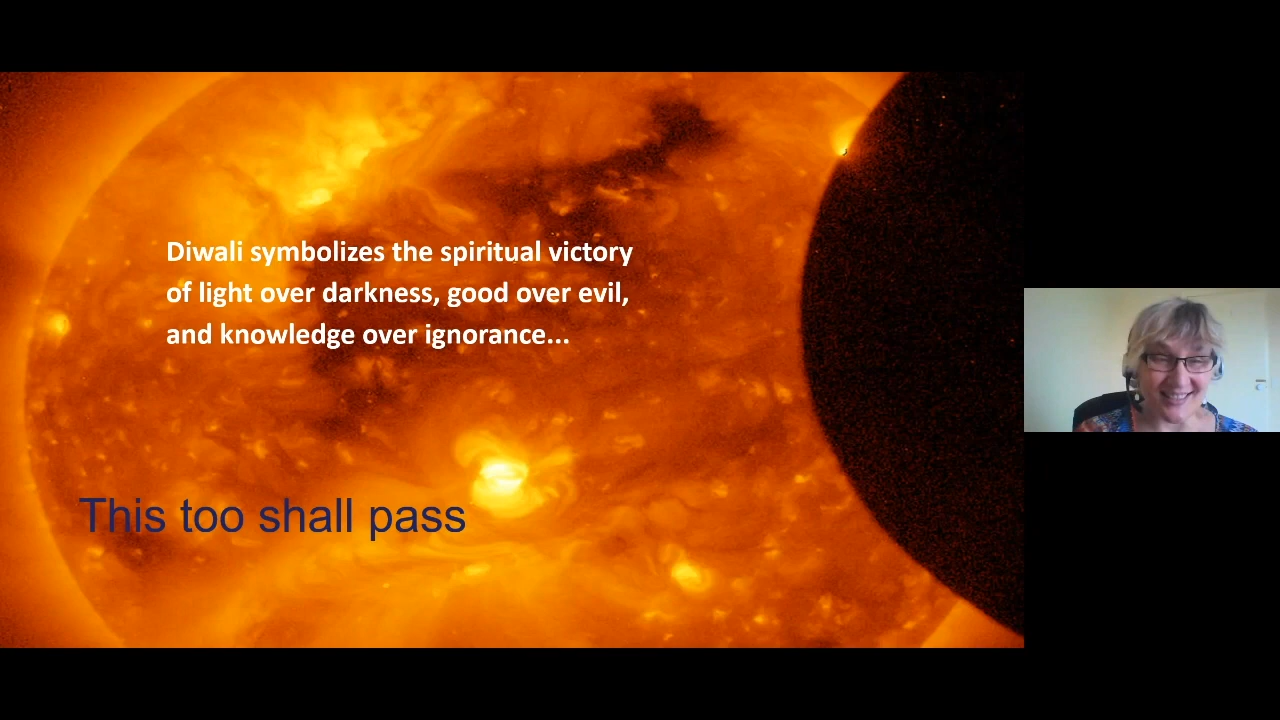 Diwali symbolizes the spiritual victory
of light over darkness, good over evil,
and knowledge over ignorance...
This too shall pass